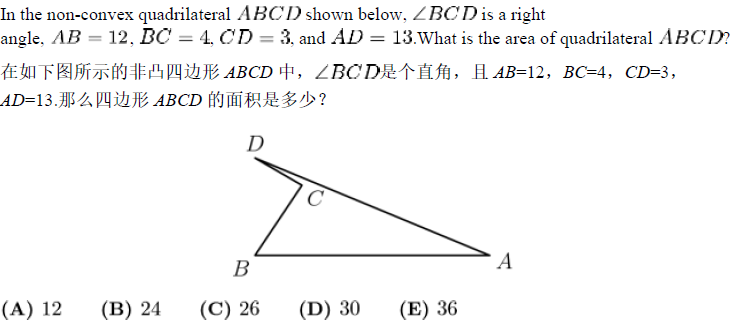 In the non-convex quadrilateral ABCD shown below, ∠BCD is a right
angle, AB = 12, BC = 4, CD = 3, and AD = 13.What is the area of quadrilateral ABCD?
在如下图所示的非凸四边形 ABCD 中，∠BCD是个直角，且 AB=12，BC=4，CD=3，
AD=13.那么四边形 ABCD 的面积是多少？
D
C
B
A
(A) 12 (B) 24 (C) 26 (D) 30 (E) 36